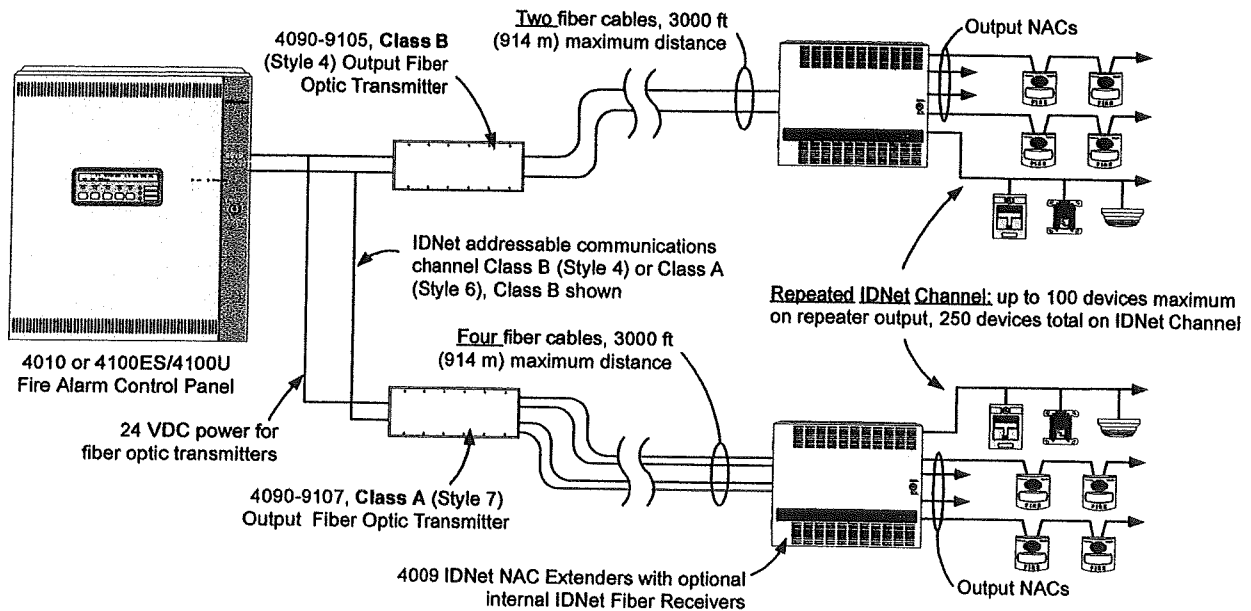 Two fiber cables, 3000 ft
(914 m) maximum distance
Output NACs
4090-9105, Class B
(Style 4) Output Fiber
Optic Transmitter
IDNet addressable communications
channel Class B (Style 4) or Class A
(Style 6), Class B shown
Repeated IDNet Channel: up to 100 devices maximum
on repeater output, 250 devices total on IDNet Channel
4010 or 4100ES/4100U
Fire Alarm Control Panel
Four fiber cables, 3000 ft
(914 m) maximum distance
24 VDC power for
fiber optic transmitters
4090-9107, Class A (Style 7)
Output Fiber Optic Transmitter
4009 IDNet NAC Extenders with optional
internal IDNet Fiber Receivers
Output NACs